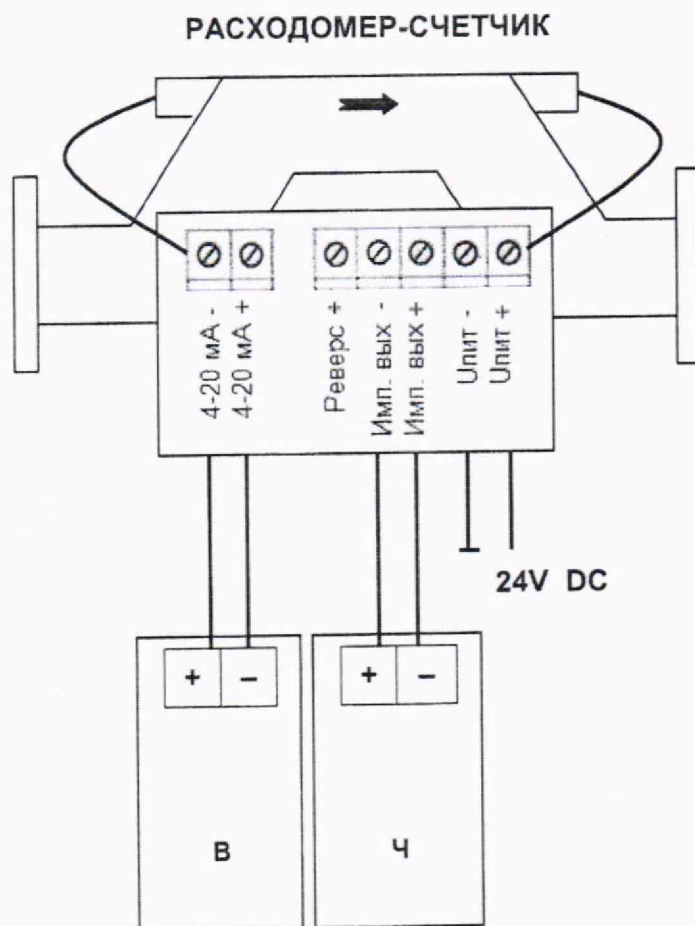 РАСХОДОМЕР-СЧЕТЧИК
4-20 мА -
4-20 мА +
Реверс +
Имп. вых -
Имп. вых +
Uпит -
Uпит +
24V DC
+ −
+ −
В
Ч